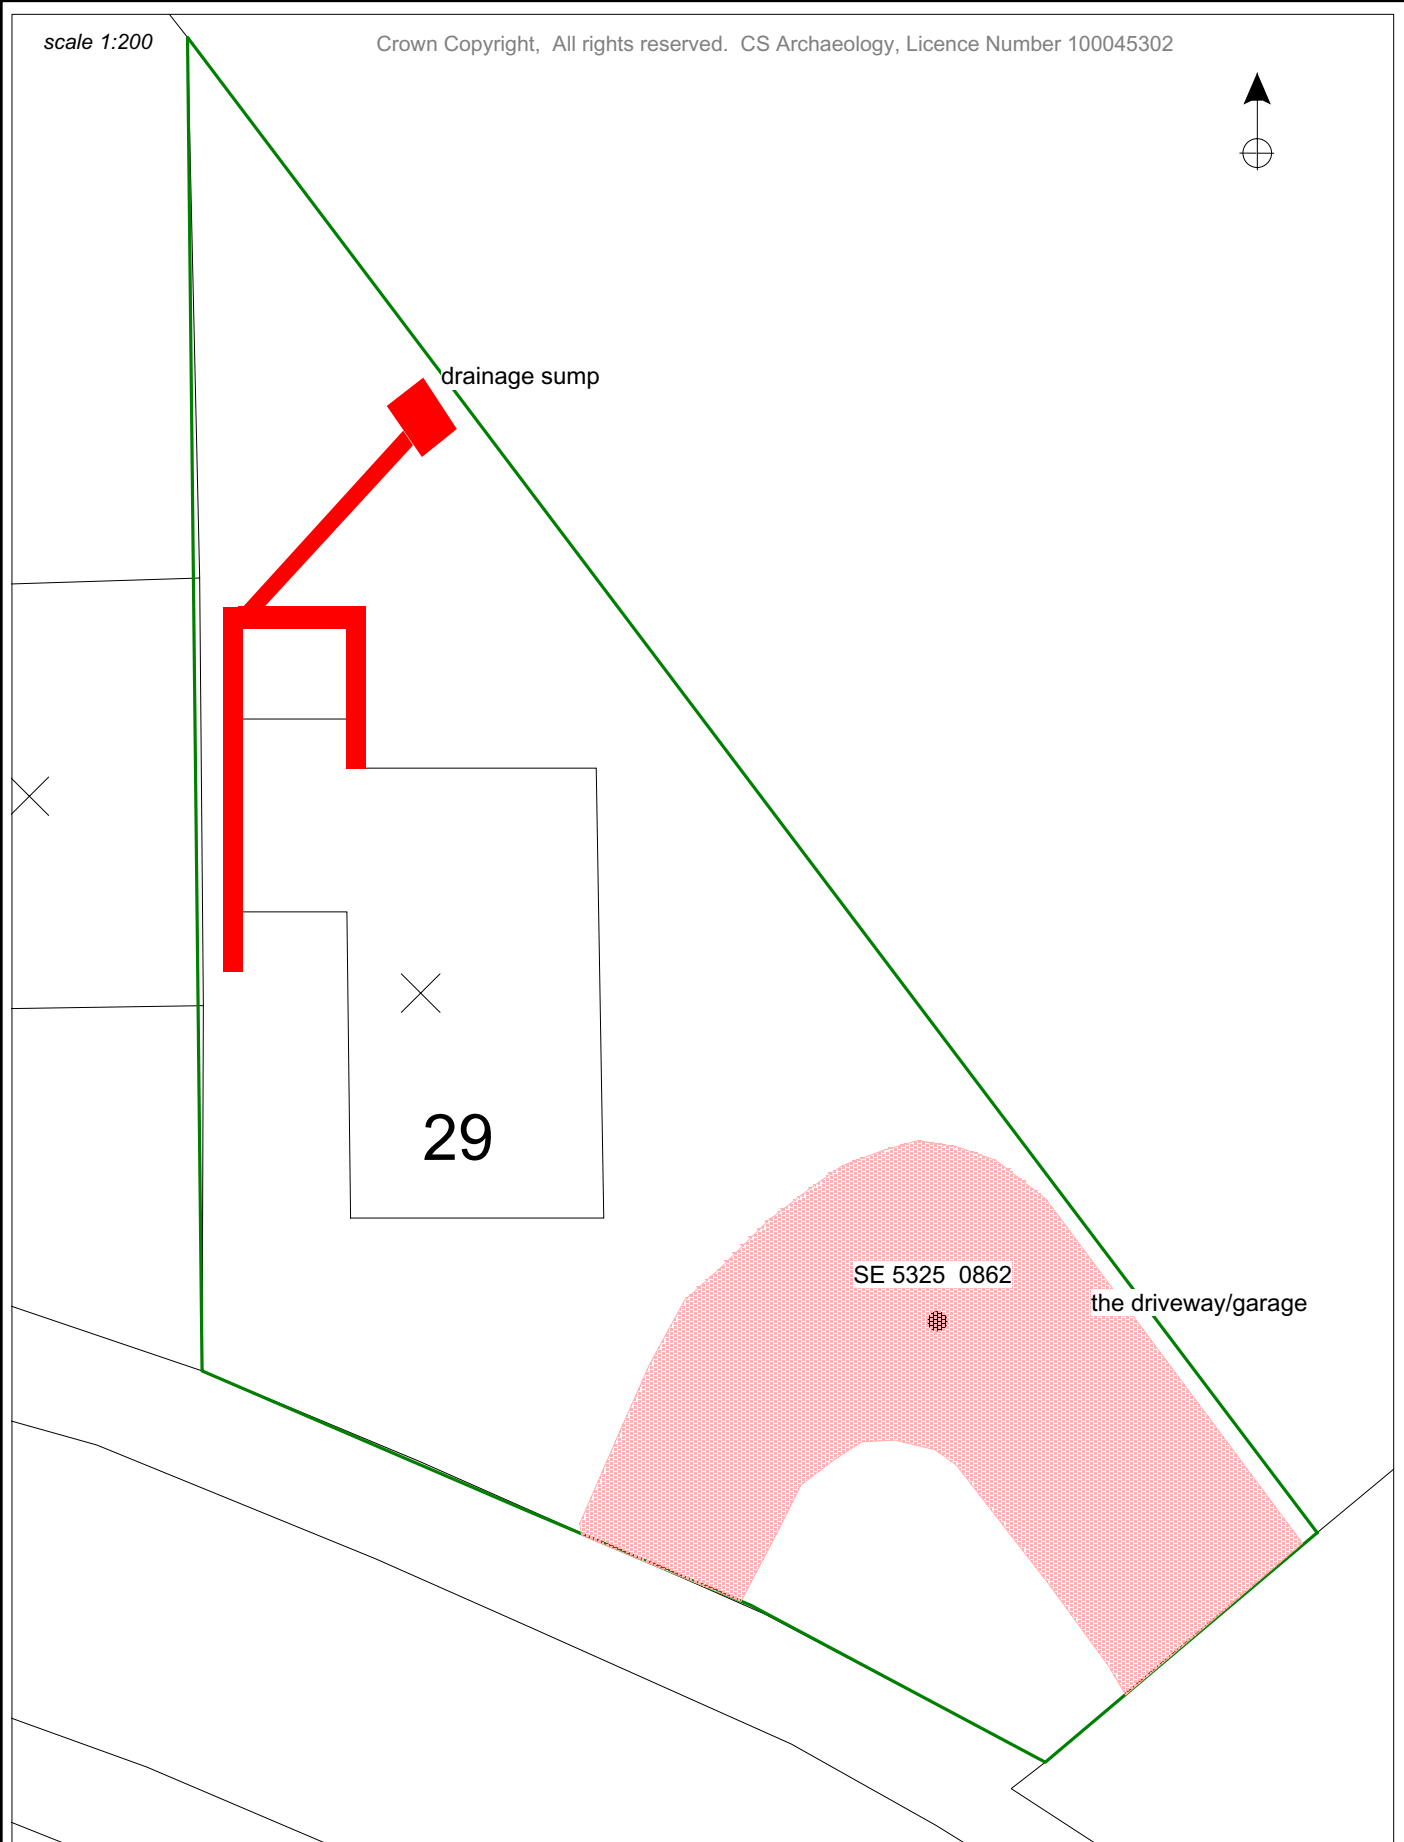 scale 1:200
Crown Copyright, All rights reserved. CS Archaeology, Licence Number 100045302
drainage sump
29
SE 5325 0862
the driveway/garage